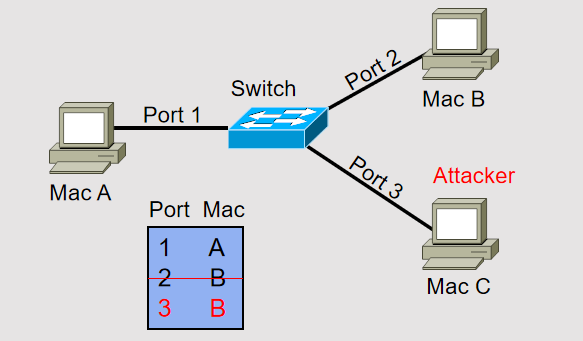 Port 2
Switch
Port 1
Mac B
Port 3
Attacker
Mac A
Port Mac
1 A
2 B
3 B
Mac C